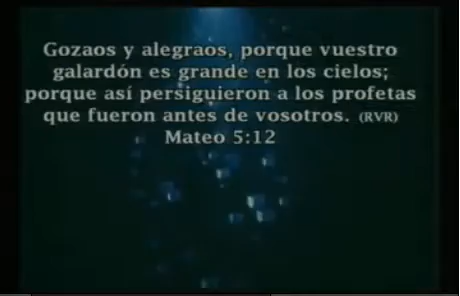 Gozaos y alegraos, porque vuestro
galardón es grande en los cielos;
porque así persiguieron a los profetas
que fueron antes de vosotros. (RVR)
Mateo 5:12